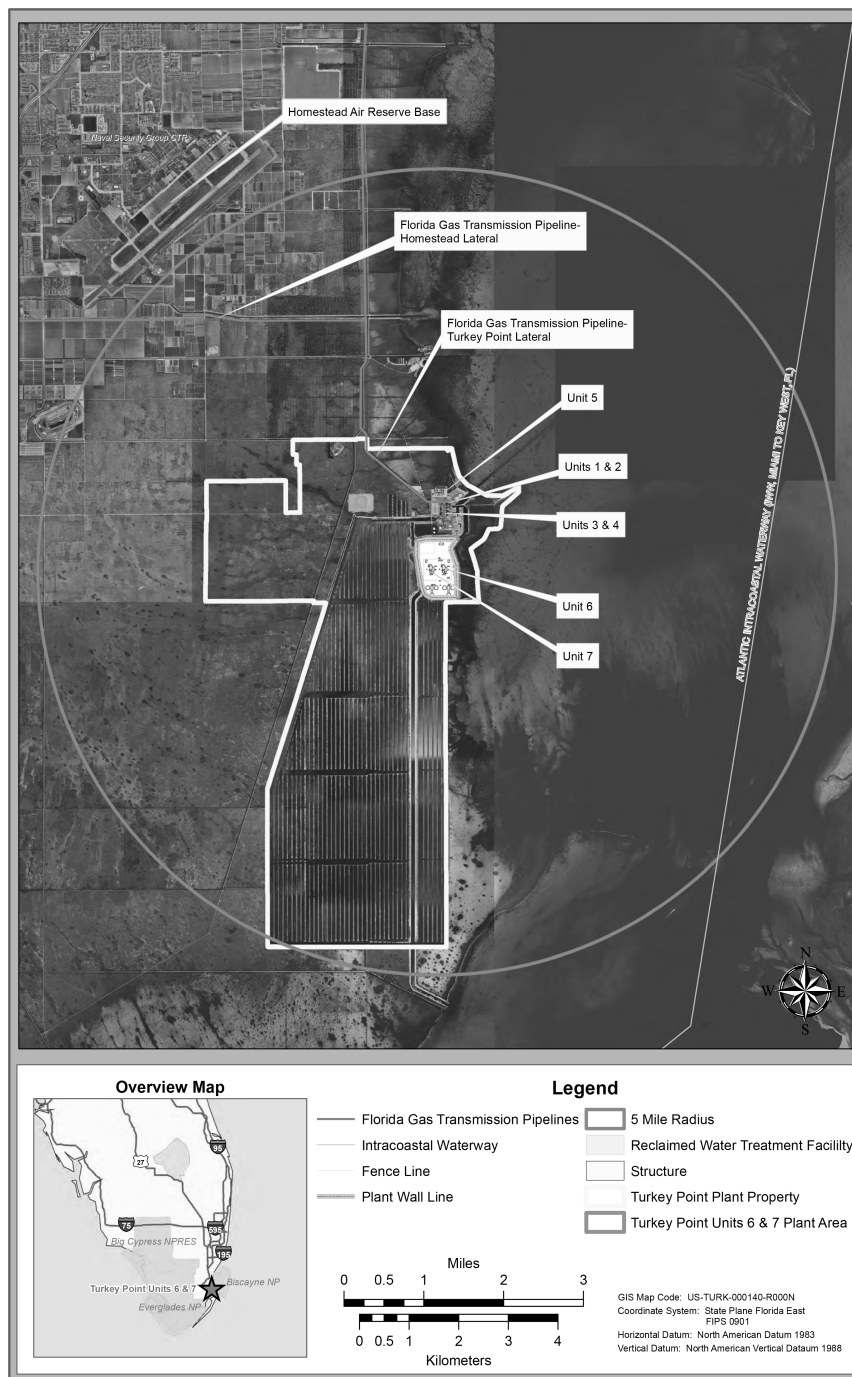 Homestead Air Reserve Base
Naval Security Group CTR
Florida Gas Transmission Pipeline-
Homestead Lateral
Florida Gas Transmission Pipeline-
Turkey Point Lateral
Unit 5
Units 1 & 2
Units 3 & 4
Unit 6
Unit 7
ATLANTIC INTRACOASTAL WATERWAY (IWW, MIAMI TO KEY WEST, FL)
N
W
E
S
Overview Map
95
27
75
595
Big Cypress NPRES
195
Turkey Point Units 6 & 7
Biscayne NP
Everglades NP
Legend
Florida Gas Transmission Pipelines
Intracoastal Waterway
Fence Line
Plant Wall Line
5 Mile Radius
Reclaimed Water Treatment Facililty
Structure
Turkey Point Plant Property
Turkey Point Units 6 & 7 Plant Area
Miles
0 0.5 1 2 3
0 0.5 1 2 3 4
Kilometers
GIS Map Code: US-TURK-000140-R000N
Coordinate System: State Plane Florida East
FIPS 0901
Horizontal Datum: North American Datum 1983
Vertical Datum: North American Vertical Dataum 1988